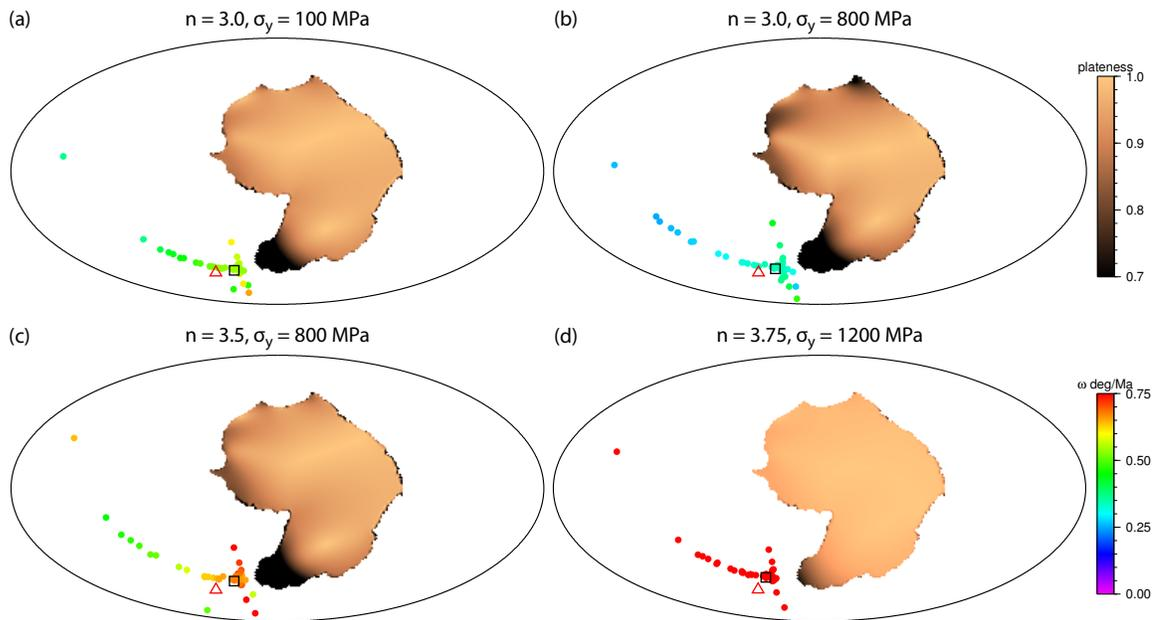 (a) n = 3.0, σy = 100 MPa
(b) n = 3.0, σy = 800 MPa
plateness
1.0
0.9
0.8
0.7
(c) n = 3.5, σy = 800 MPa
(d) n = 3.75, σy = 1200 MPa
ω deg/Ma
0.75
0.50
0.25
0.00